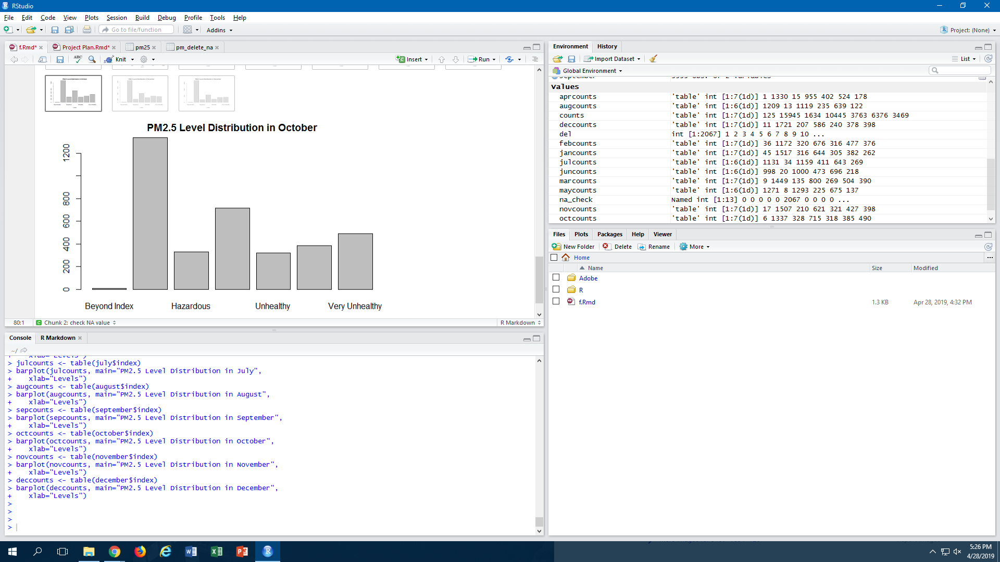 RStudio
File Edit Code View Plots Session Build Debug Profile Tools Help
Go to file/function Addins Project: (None)
f.Rmd* Project Plan.Rmd* pm25 pm_delete_na
ABC Knit Insert Run
PM2.5 Level Distribution in October
1200
800
600
400
200
0
Beyond Index Hazardous Unhealthy Very Unhealthy
80:1 Chunk 2: check NA value R Markdown
Console R Markdown
~/
+    xlab="Levels")
> julcounts <- table(july$index)
> barplot(julcounts, main="PM2.5 Level Distribution in July",
+    xlab="Levels")
> augcounts <- table(august$index)
> barplot(augcounts, main="PM2.5 Level Distribution in August",
+    xlab="Levels")
> sepcounts <- table(september$index)
> barplot(sepcounts, main="PM2.5 Level Distribution in September",
+    xlab="Levels")
> octcounts <- table(october$index)
> barplot(octcounts, main="PM2.5 Level Distribution in October",
+    xlab="Levels")
> novcounts <- table(november$index)
> barplot(novcounts, main="PM2.5 Level Distribution in November",
+    xlab="Levels")
> deccounts <- table(december$index)
> barplot(deccounts, main="PM2.5 Level Distribution in December",
+    xlab="Levels")
>
>
>
>
Environment History
Import Dataset List
Global Environment
Values
aprcounts 'table' int [1:7(1d)] 1 1330 15 955 402 524 178
augcounts 'table' int [1:6(1d)] 1209 13 1119 235 639 122
counts 'table' int [1:7(1d)] 125 15945 1634 10445 3763 6376 3469
deccounts 'table' int [1:7(1d)] 11 1721 207 586 240 378 398
del int [1:2067] 1 2 3 4 5 6 7 8 9 10 ...
febcounts 'table' int [1:7(1d)] 36 1172 320 676 316 477 376
jancounts 'table' int [1:7(1d)] 45 1517 316 644 305 382 262
julcounts 'table' int [1:6(1d)] 1131 34 1159 411 643 269
juncounts 'table' int [1:6(1d)] 998 20 1000 473 696 218
marcounts 'table' int [1:7(1d)] 9 1449 135 800 269 504 390
maycounts 'table' int [1:6(1d)] 1271 8 1293 225 675 137
na_check Named int [1:13] 0 0 0 0 0 2067 0 0 0 0 ...
novcounts 'table' int [1:7(1d)] 17 1507 210 621 321 427 398
octcounts 'table' int [1:7(1d)] 6 1337 328 715 318 385 490
Files Plots Packages Help Viewer
New Folder Delete Rename More
Home ...
Name Size Modified
Adobe
R
f.Rmd 1.3 KB Apr 28, 2019, 4:32 PM
5:26 PM
4/28/2019